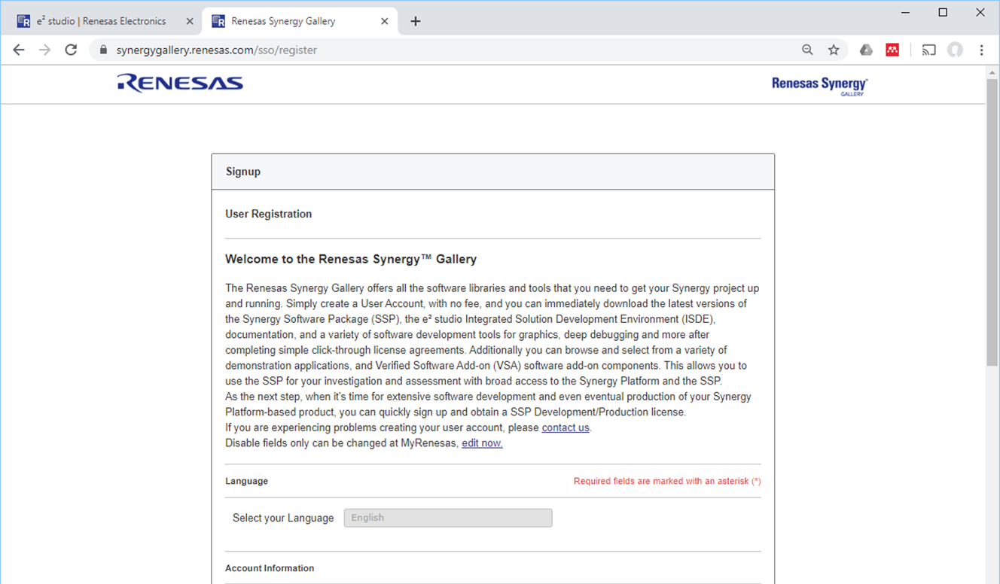 e² studio | Renesas Electronics
Renesas Synergy Gallery
synergygallery.renesas.com/sso/register
RENESAS
Renesas Synergy™
GALLERY
Signup
User Registration
Welcome to the Renesas Synergy™ Gallery
The Renesas Synergy Gallery offers all the software libraries and tools that you need to get your Synergy project up
and running. Simply create a User Account, with no fee, and you can immediately download the latest versions of
the Synergy Software Package (SSP), the e² studio Integrated Solution Development Environment (ISDE),
documentation, and a variety of software development tools for graphics, deep debugging and more after
completing simple click-through license agreements. Additionally you can browse and select from a variety of
demonstration applications, and Verified Software Add-on (VSA) software add-on components. This allows you to
use the SSP for your investigation and assessment with broad access to the Synergy Platform and the SSP.
As the next step, when it's time for extensive software development and even eventual production of your Synergy
Platform-based product, you can quickly sign up and obtain a SSP Development/Production license.
If you are experiencing problems creating your user account, please contact us.
Disable fields only can be changed at MyRenesas, edit now.
Language
Required fields are marked with an asterisk (*)
Select your Language
English
Account Information